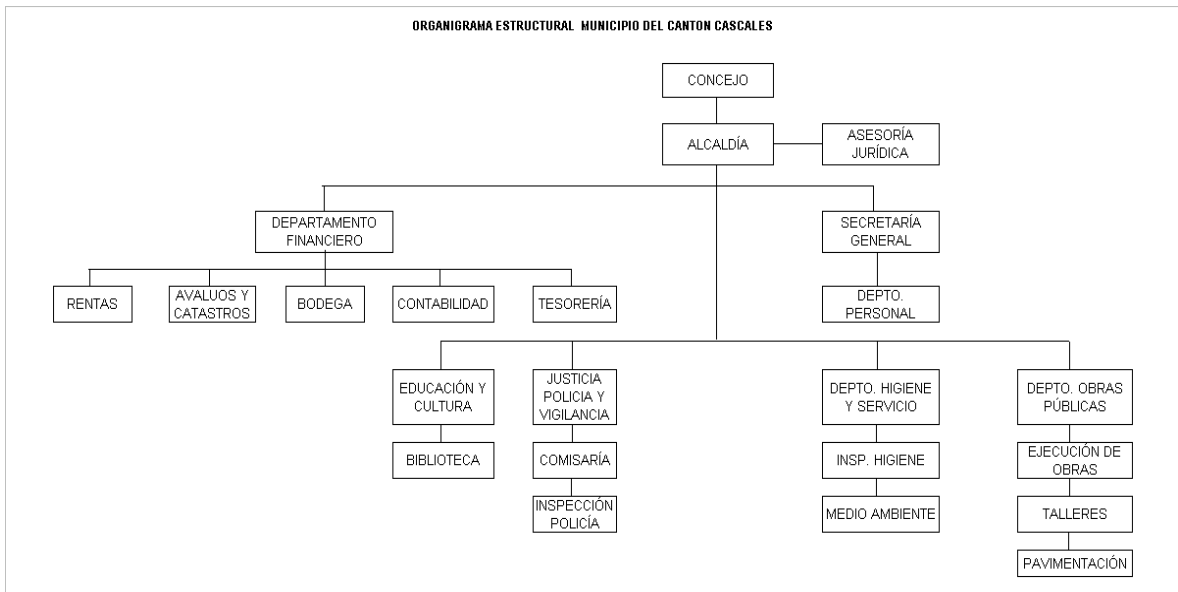 ORGANIGRAMA ESTRUCTURAL MUNICIPIO DEL CANTON CASCALES
CONCEJO
ALCALDÍA
ASESORÍA
JURÍDICA
DEPARTAMENTO
FINANCIERO
SECRETARÍA
GENERAL
RENTAS
AVALUOS Y
CATASTROS
BODEGA
CONTABILIDAD
TESORERÍA
DEPTO.
PERSONAL
EDUCACIÓN Y
CULTURA
JUSTICIA
POLICIA Y
VIGILANCIA
DEPTO. HIGIENE
Y SERVICIO
DEPTO. OBRAS
PÚBLICAS
BIBLIOTECA
COMISARÍA
INSP. HIGIENE
EJECUCIÓN DE
OBRAS
INSPECCIÓN
POLICÍA
MEDIO AMBIENTE
TALLERES
PAVIMENTACIÓN